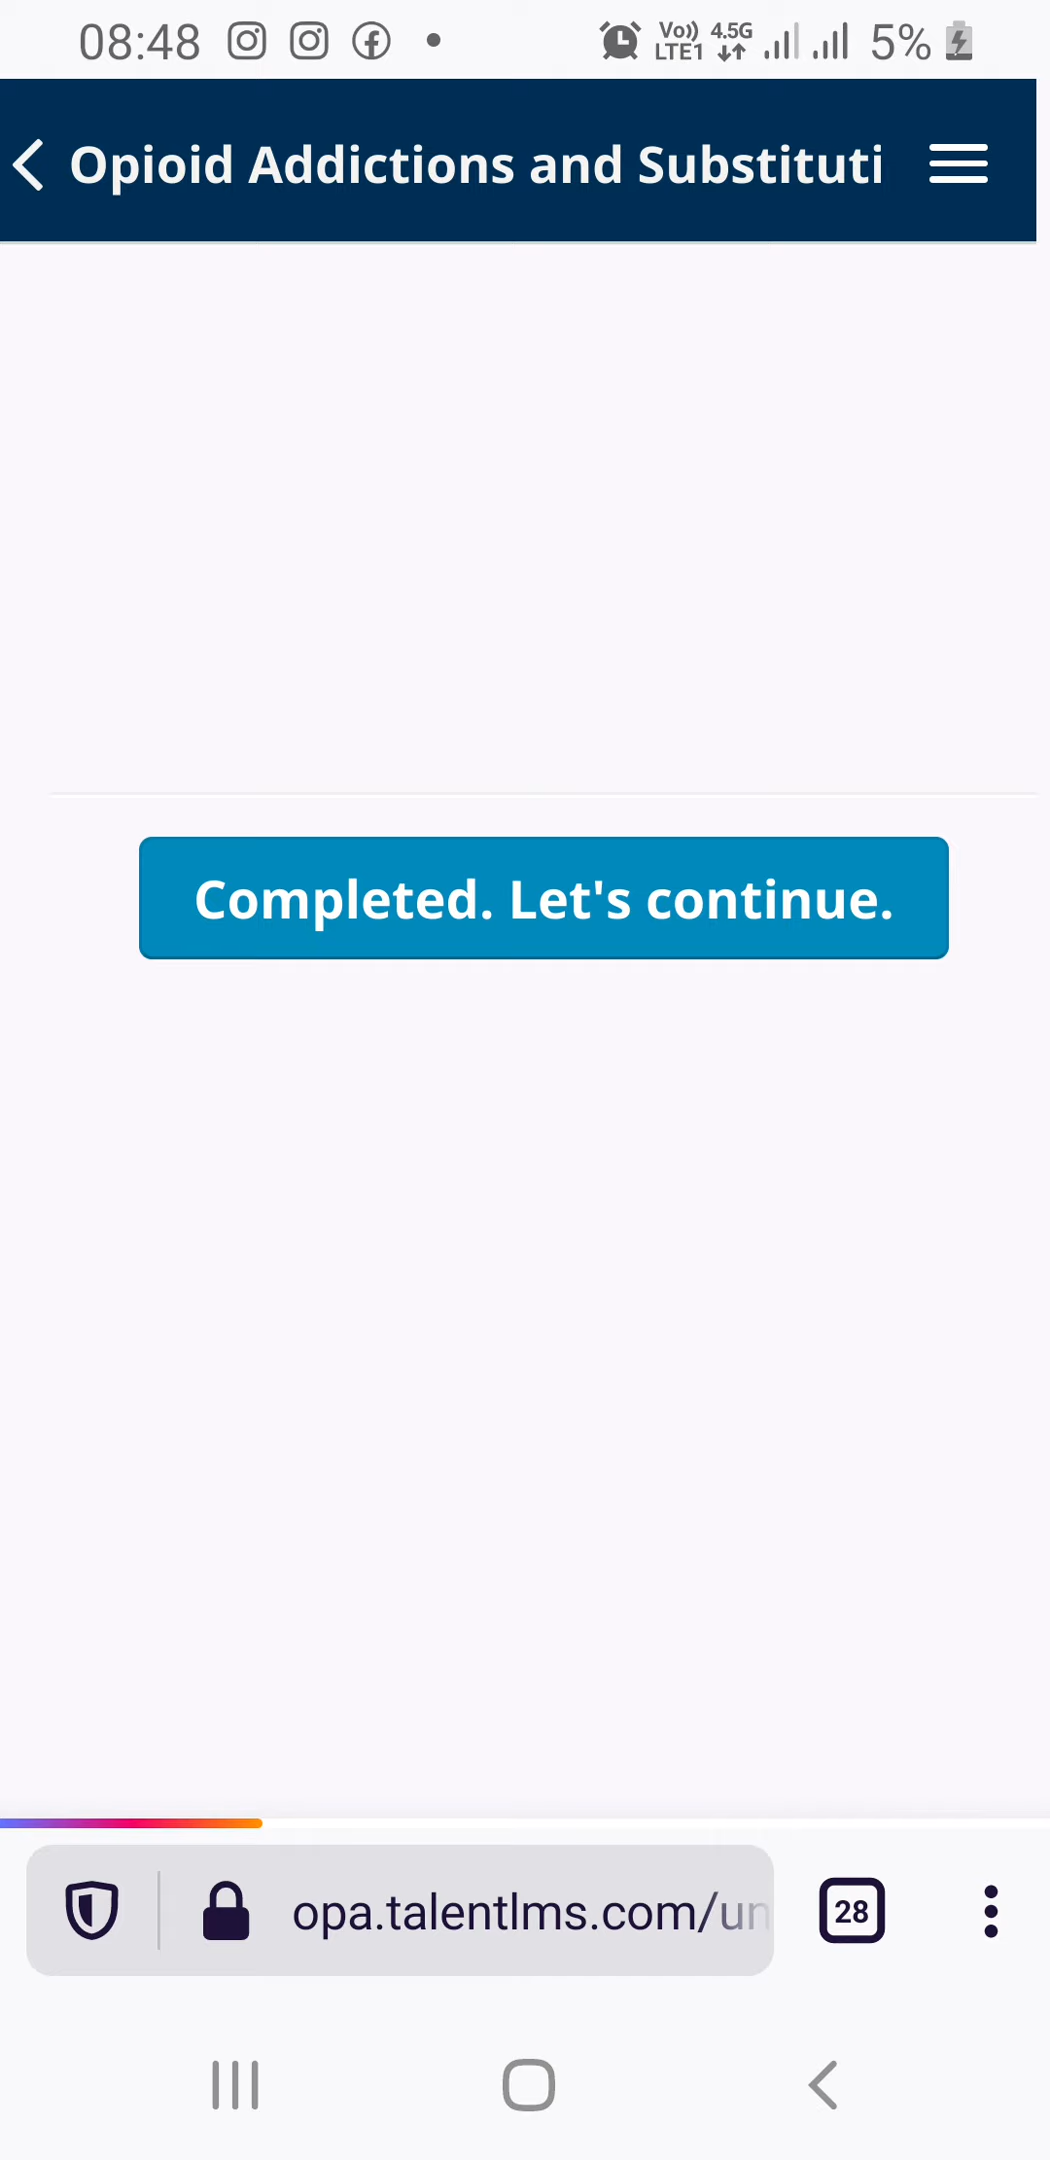 08:48
Vo)) 4.5G
LTE1
5%
Opioid Addictions and Substituti
Completed. Let's continue.
opa.talentlms.com/un
28